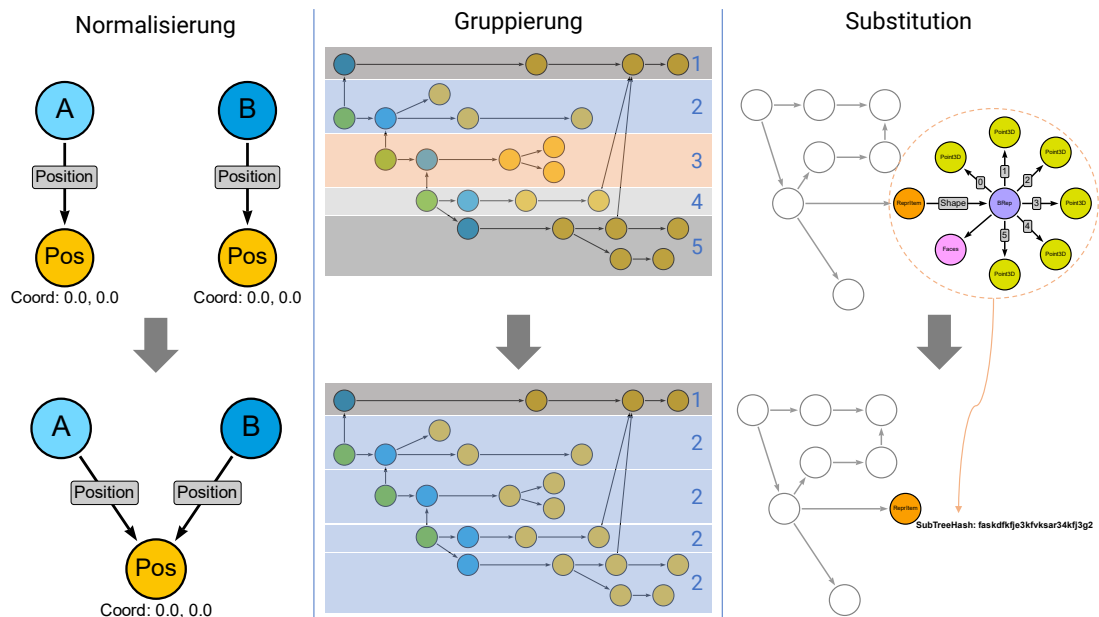 Normalisierung
A
B
Position
Position
Pos
Pos
Coord: 0.0, 0.0
Coord: 0.0, 0.0
A
B
Position
Position
Pos
Coord: 0.0, 0.0
Gruppierung
1
2
3
4
5
1
2
2
2
2
Substitution
Point3D
Point3D
Point3D
0
1
2
ReprItem
Shape
BRep
3
Point3D
Faces
5
4
Point3D
Point3D
ReprItem
SubTreeHash: faskdfkfje3kfvksar34kfj3g2